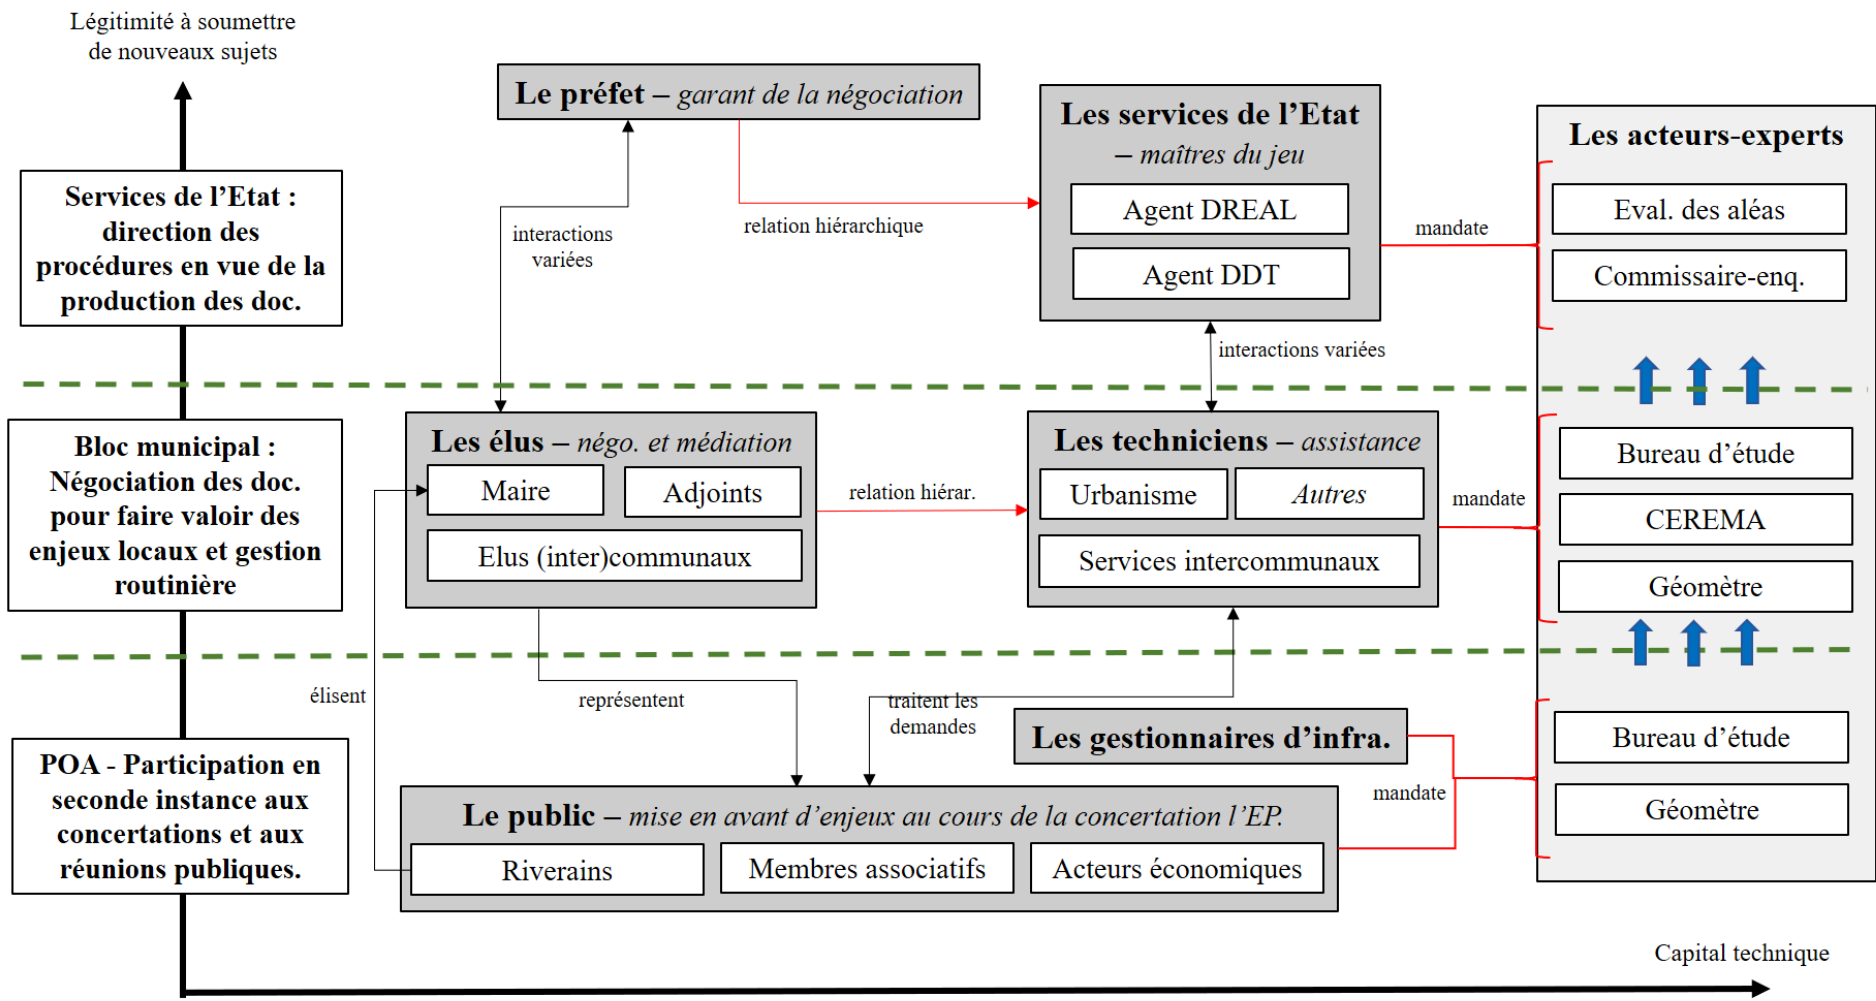 Légitimité à soumettre
de nouveaux sujets
Le préfet – garant de la négociation
Les services de l'Etat
– maîtres du jeu
Agent DREAL
Agent DDT
Les acteurs-experts
Eval. des aléas
Commissaire-enq.
Services de l'Etat :
direction des
procédures en vue de la
production des doc.
interactions
variées
relation hiérarchique
mandate
interactions variées
Bloc municipal :
Négociation des doc.
pour faire valoir des
enjeux locaux et gestion
routinière
Les élus – négo. et médiation
Maire
Adjoints
Elus (inter)communaux
relation hiérar.
Les techniciens – assistance
Urbanisme
Autres
Services intercommunaux
mandate
Bureau d'étude
CEREMA
Géomètre
élisent
représentent
traitent les
demandes
Les gestionnaires d'infra.
mandate
Bureau d'étude
Géomètre
POA - Participation en
seconde instance aux
concertations et aux
réunions publiques.
Le public – mise en avant d'enjeux au cours de la concertation l'EP.
Riverains
Membres associatifs
Acteurs économiques
Capital technique